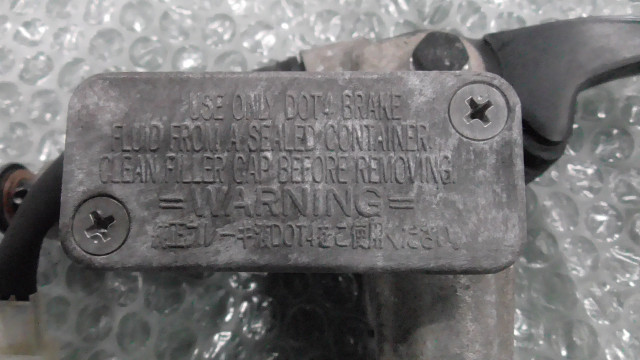 USE ONLY DOT4 BRAKE
FLUID FROM A SEALED CONTAINER.
CLEAN FILLER CAP BEFORE REMOVING.
=WARNING=
純正ブレーキ液DOT4をご使用ください。